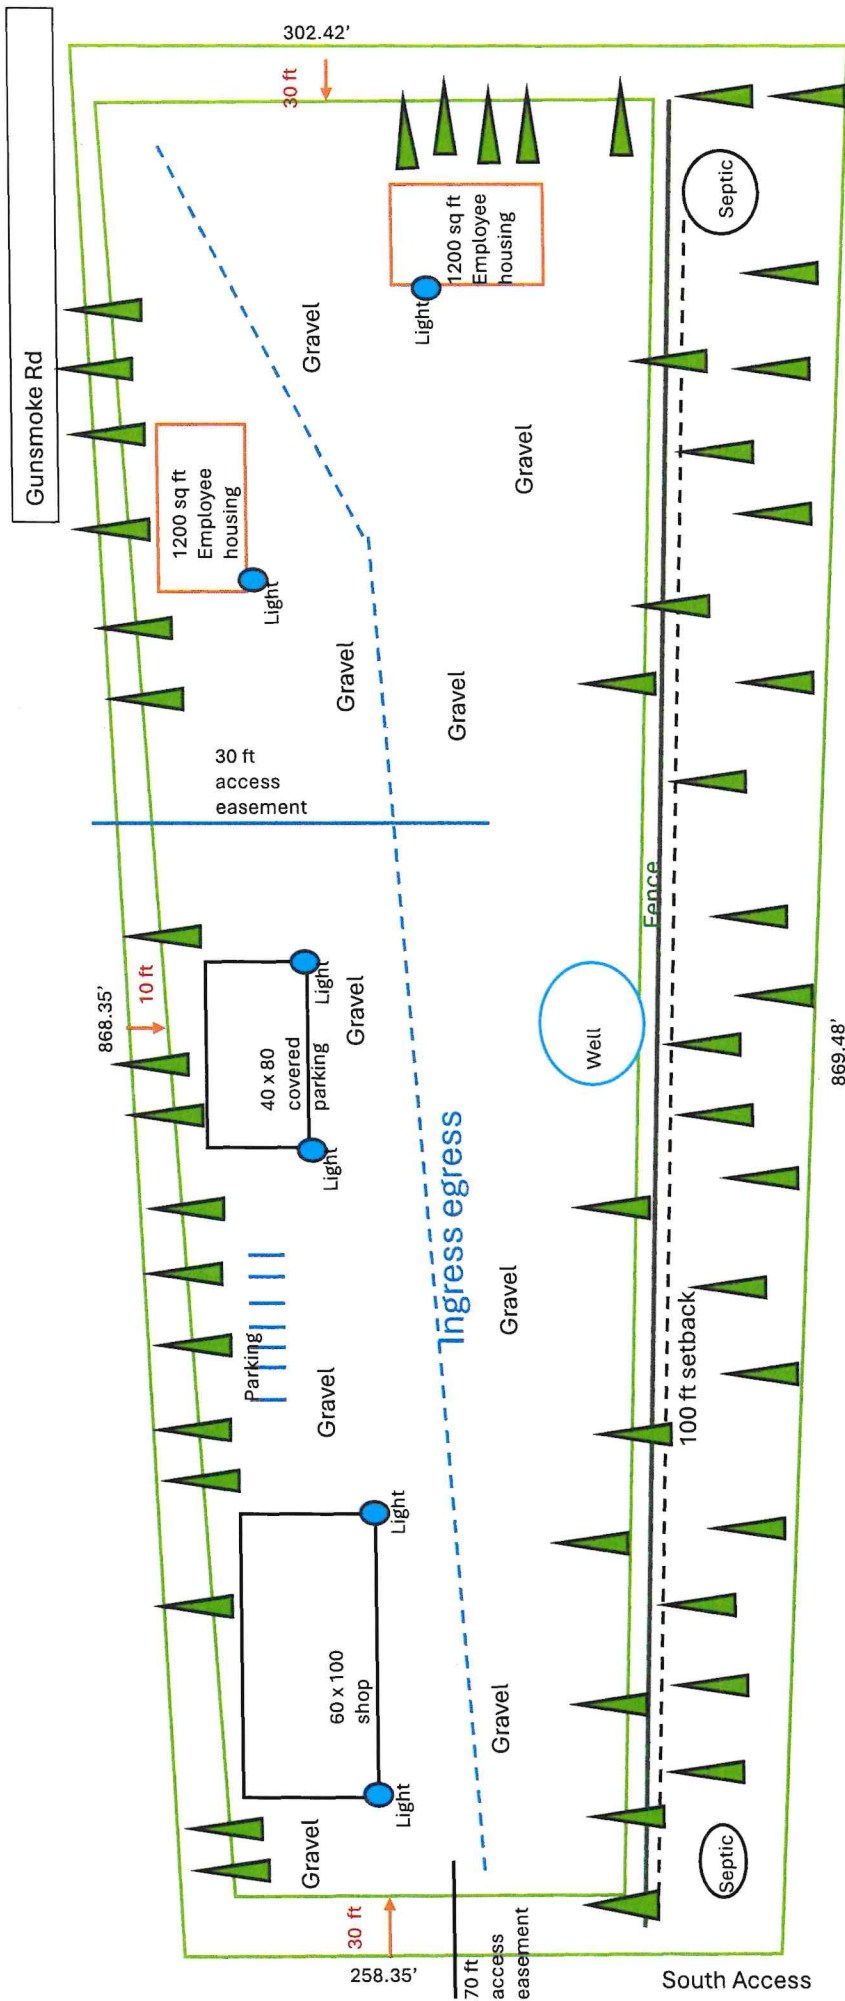 Gunsmoke Rd
302.42'
30 ft
1200 sq ft
Employee
housing
Light
Gravel
1200 sq ft
Employee
housing
Light
Septic
Gravel
Gravel
Gravel
30 ft
access
easement
868.35'
10 ft
40 x 80
covered
parking
Light
Light
Gravel
Fence
Well
869.48'
Ingress egress
Parking
Gravel
Gravel
100 ft setback
60 x 100
shop
Light
Light
Gravel
Gravel
30 ft
258.35'
70 ft
access
easement
Septic
South Access